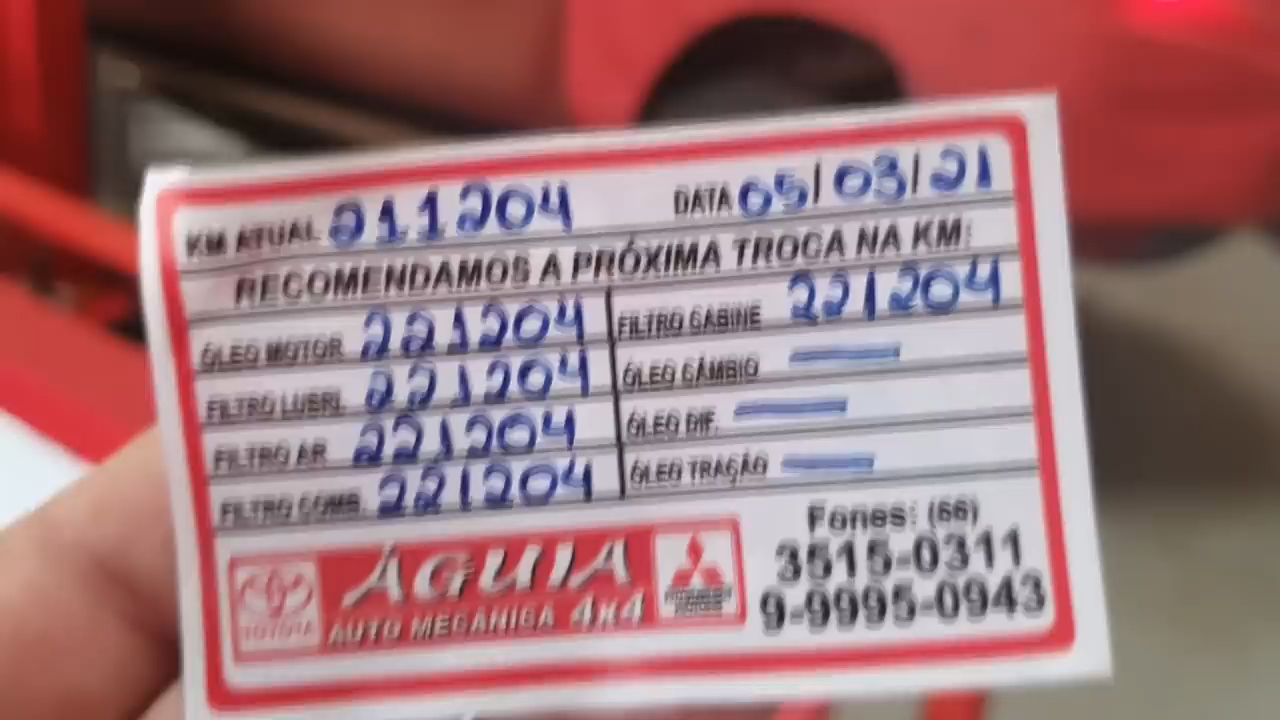 KM ATUAL 211204 DATA 05/03/21
RECOMENDAMOS A PRÓXIMA TROCA NA KM:
ÓLEO MOTOR 221204 FILTRO CABINE 221204
FILTRO LUBRI. 221204 ÓLEO CÂMBIO
FILTRO AR 221204 ÓLEO DIF.
FILTRO COMB. 221204 ÓLEO TRAÇÃO
ÁGUIA
AUTO MECANICA 4x4
TOYOTA
Fones: (66)
3515-0311
9-9995-0943